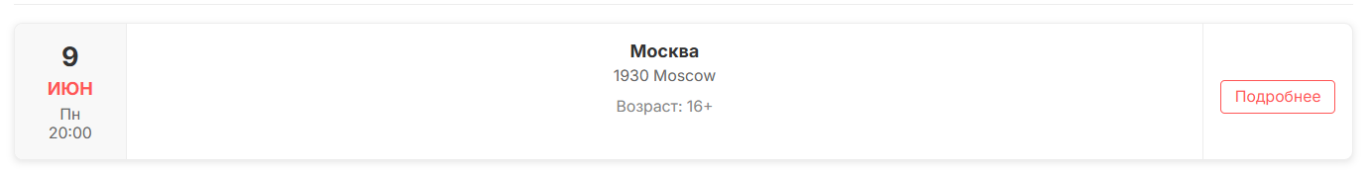 9
ИЮН
Пн
20:00
Москва
1930 Moscow
Возраст: 16+
Подробнее